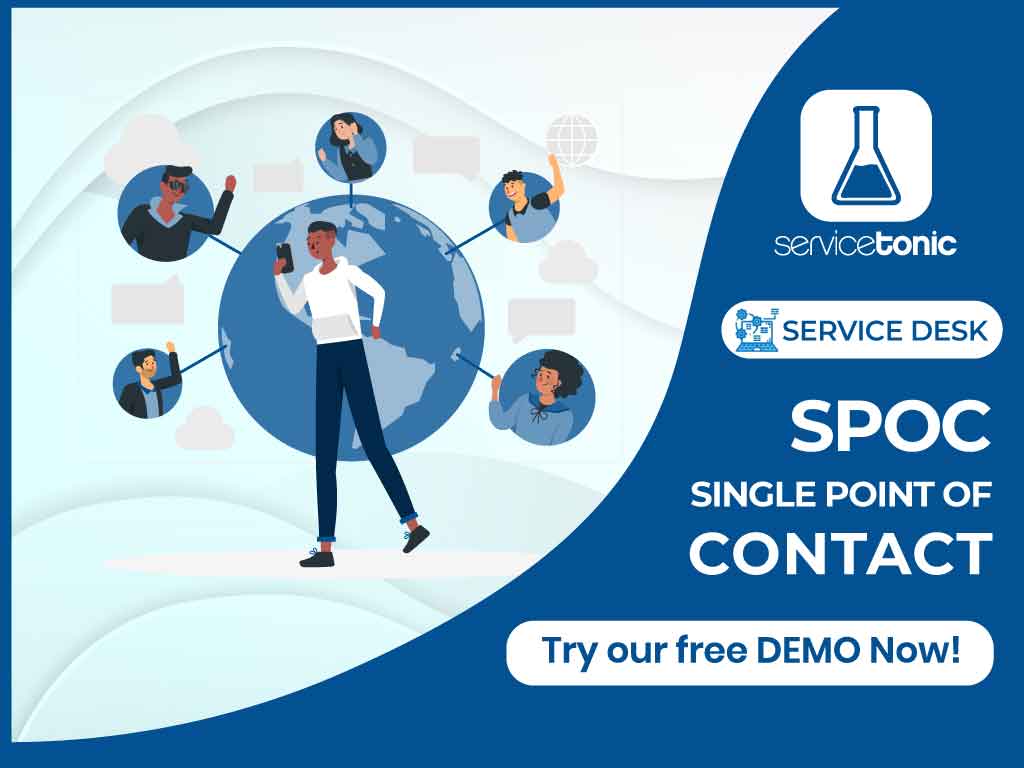 servicetonic
SERVICE DESK
SPOC
SINGLE POINT OF
CONTACT
Try our free DEMO Now!